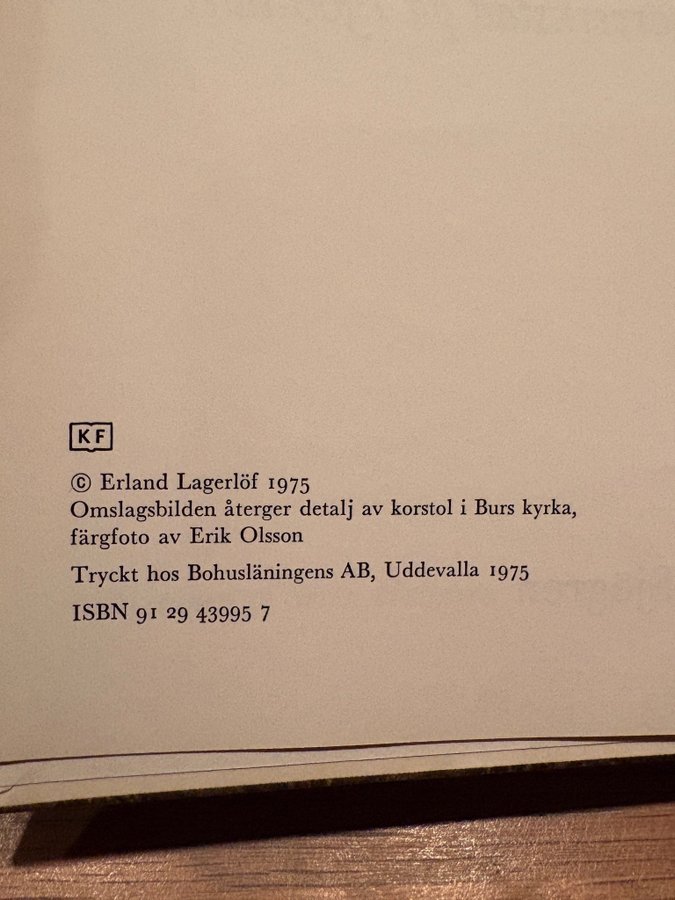 KF
© Erland Lagerlöf 1975
Omslagsbilden återger detalj av korstol i Burs kyrka,
färgfoto av Erik Olsson
Tryckt hos Bohusläningens AB, Uddevalla 1975
ISBN 91 29 43995 7